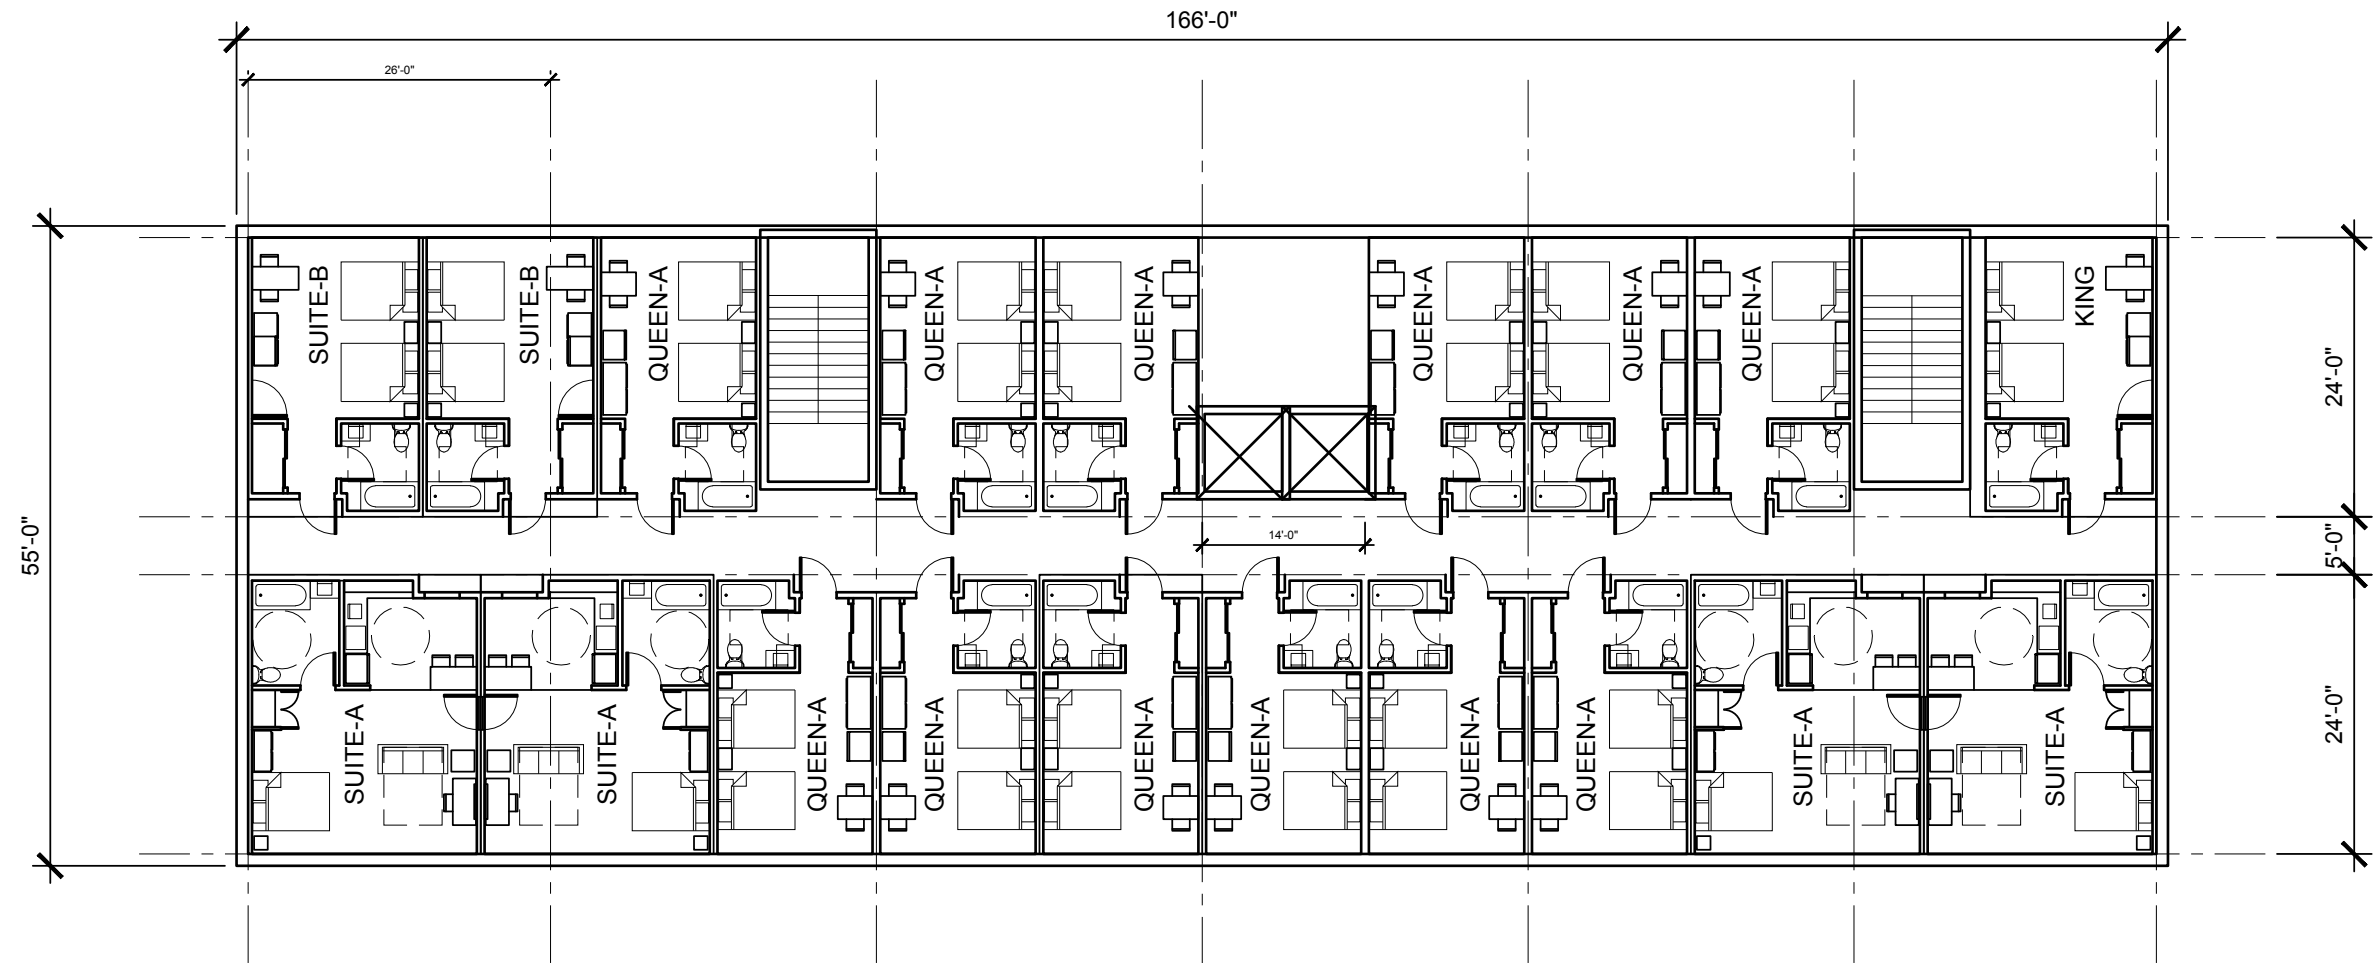 166'-0"
26'-0"
SUITE-B
SUITE-B
QUEEN-A
QUEEN-A
QUEEN-A
QUEEN-A
QUEEN-A
QUEEN-A
KING
24'-0"
55'-0"
14'-0"
5'-0"
SUITE-A
SUITE-A
QUEEN-A
QUEEN-A
QUEEN-A
QUEEN-A
QUEEN-A
QUEEN-A
SUITE-A
SUITE-A
24'-0"